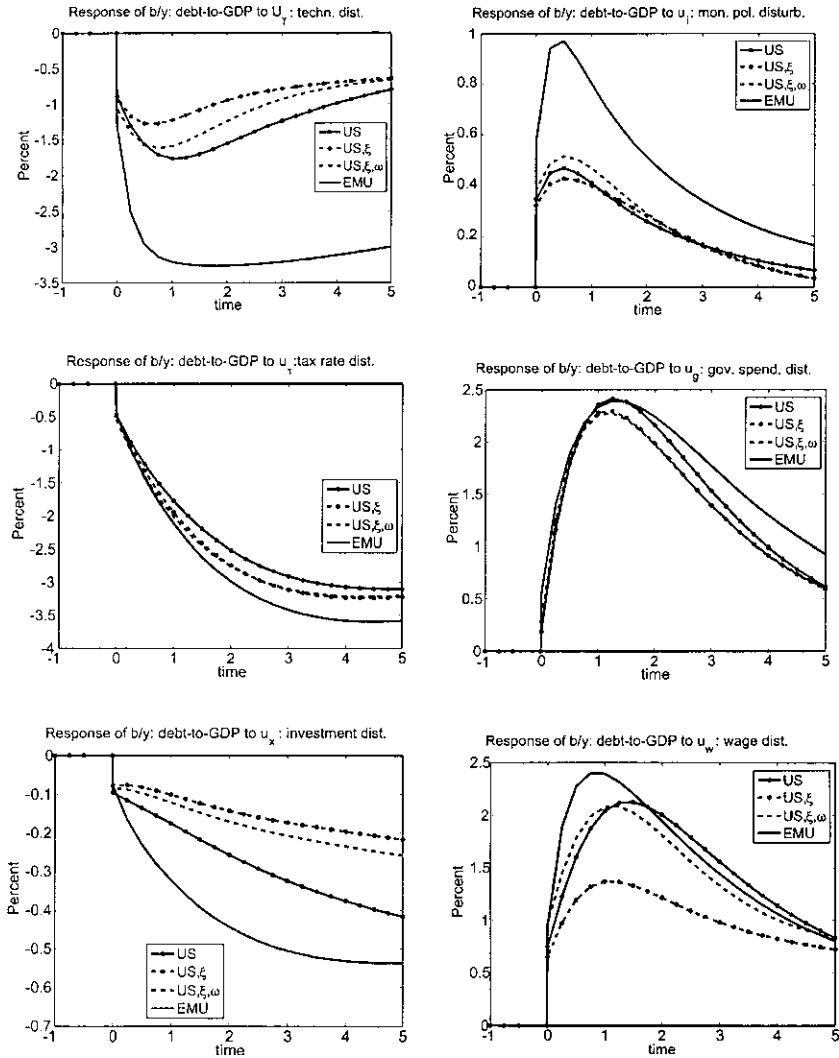 Response of b/y: debt-to-GDP to Uγ: techn. dist.
0
-0.5
-1
-1.5
-2
-2.5
-3
-3.5
Percent
US
US,ξ
US,ξ,ω
EMU
-1 0 1 2 3 4 5
time
Response of b/y: debt-to-GDP to ui: mon. pol. disturb.
1
0.8
0.6
0.4
0.2
0
Percent
US
US,ξ
US,ξ,ω
EMU
-1 0 1 2 3 4 5
time
Response of b/y: debt-to-GDP to uτ:tax rate dist.
0
-0.5
-1
-1.5
-2
-2.5
-3
-3.5
-4
Percent
US
US,ξ
US,ξ,ω
EMU
-1 0 1 2 3 4 5
time
Response of b/y: debt-to-GDP to ug: gov. spend. dist.
2.5
2
1.5
1
0.5
0
Percent
US
US,ξ
US,ξ,ω
EMU
-1 0 1 2 3 4 5
time
Response of b/y: debt-to-GDP to ux: investment dist.
0
-0.1
-0.2
-0.3
-0.4
-0.5
-0.6
-0.7
Percent
US
US,ξ
US,ξ,ω
EMU
-1 0 1 2 3 4 5
time
Response of b/y: debt-to-GDP to uw: wage dist.
2.5
2
1.5
1
0.5
0
Percent
US
US,ξ
US,ξ,ω
EMU
-1 0 1 2 3 4 5
time